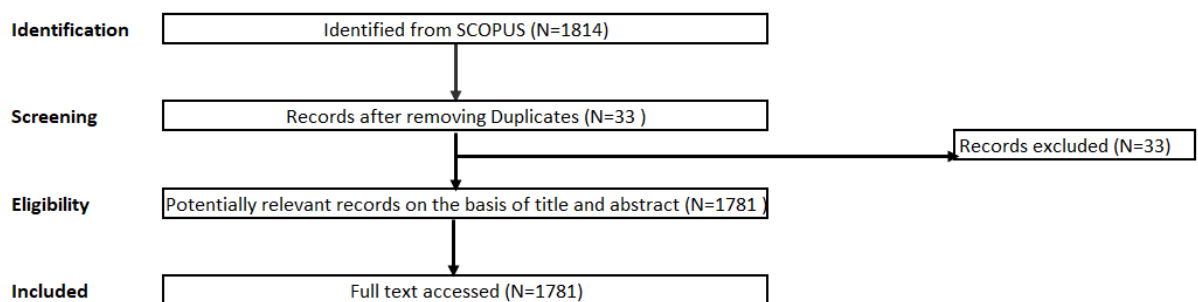 Identification
Identified from SCOPUS (N=1814)
Screening
Records after removing Duplicates (N=33 )
Records excluded (N=33)
Eligibility
Potentially relevant records on the basis of title and abstract (N=1781 )
Included
Full text accessed (N=1781)